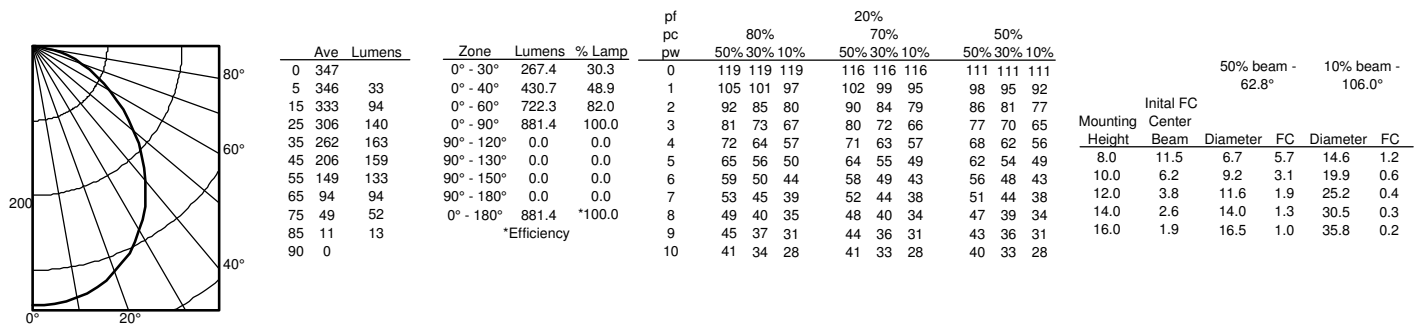 80°
60°
200
40°
0° 20°
Ave Lumens
0 347
5 346 33
15 333 94
25 306 140
35 262 163
45 206 159
55 149 133
65 94 94
75 49 52
85 11 13
90 0
Zone Lumens % Lamp
0° - 30° 267.4 30.3
0° - 40° 430.7 48.9
0° - 60° 722.3 82.0
0° - 90° 881.4 100.0
90° - 120° 0.0 0.0
90° - 130° 0.0 0.0
90° - 150° 0.0 0.0
90° - 180° 0.0 0.0
0° - 180° 881.4 *100.0
*Efficiency
pf 20%
pc 80% 70% 50%
pw 50% 30% 10% 50% 30% 10% 50% 30% 10%
0 119 119 119 116 116 116 111 111 111
1 105 101 97 102 99 95 98 95 92
2 92 85 80 90 84 79 86 81 77
3 81 73 67 80 72 66 77 70 65
4 72 64 57 71 63 57 68 62 56
5 65 56 50 64 55 49 62 54 49
6 59 50 44 58 49 43 56 48 43
7 53 45 39 52 44 38 51 44 38
8 49 40 35 48 40 34 47 39 34
9 45 37 31 44 36 31 43 36 31
10 41 34 28 41 33 28 40 33 28
50% beam - 10% beam -
62.8° 106.0°
Inital FC
Mounting Center
Height Beam Diameter FC Diameter FC
8.0 11.5 6.7 5.7 14.6 1.2
10.0 6.2 9.2 3.1 19.9 0.6
12.0 3.8 11.6 1.9 25.2 0.4
14.0 2.6 14.0 1.3 30.5 0.3
16.0 1.9 16.5 1.0 35.8 0.2